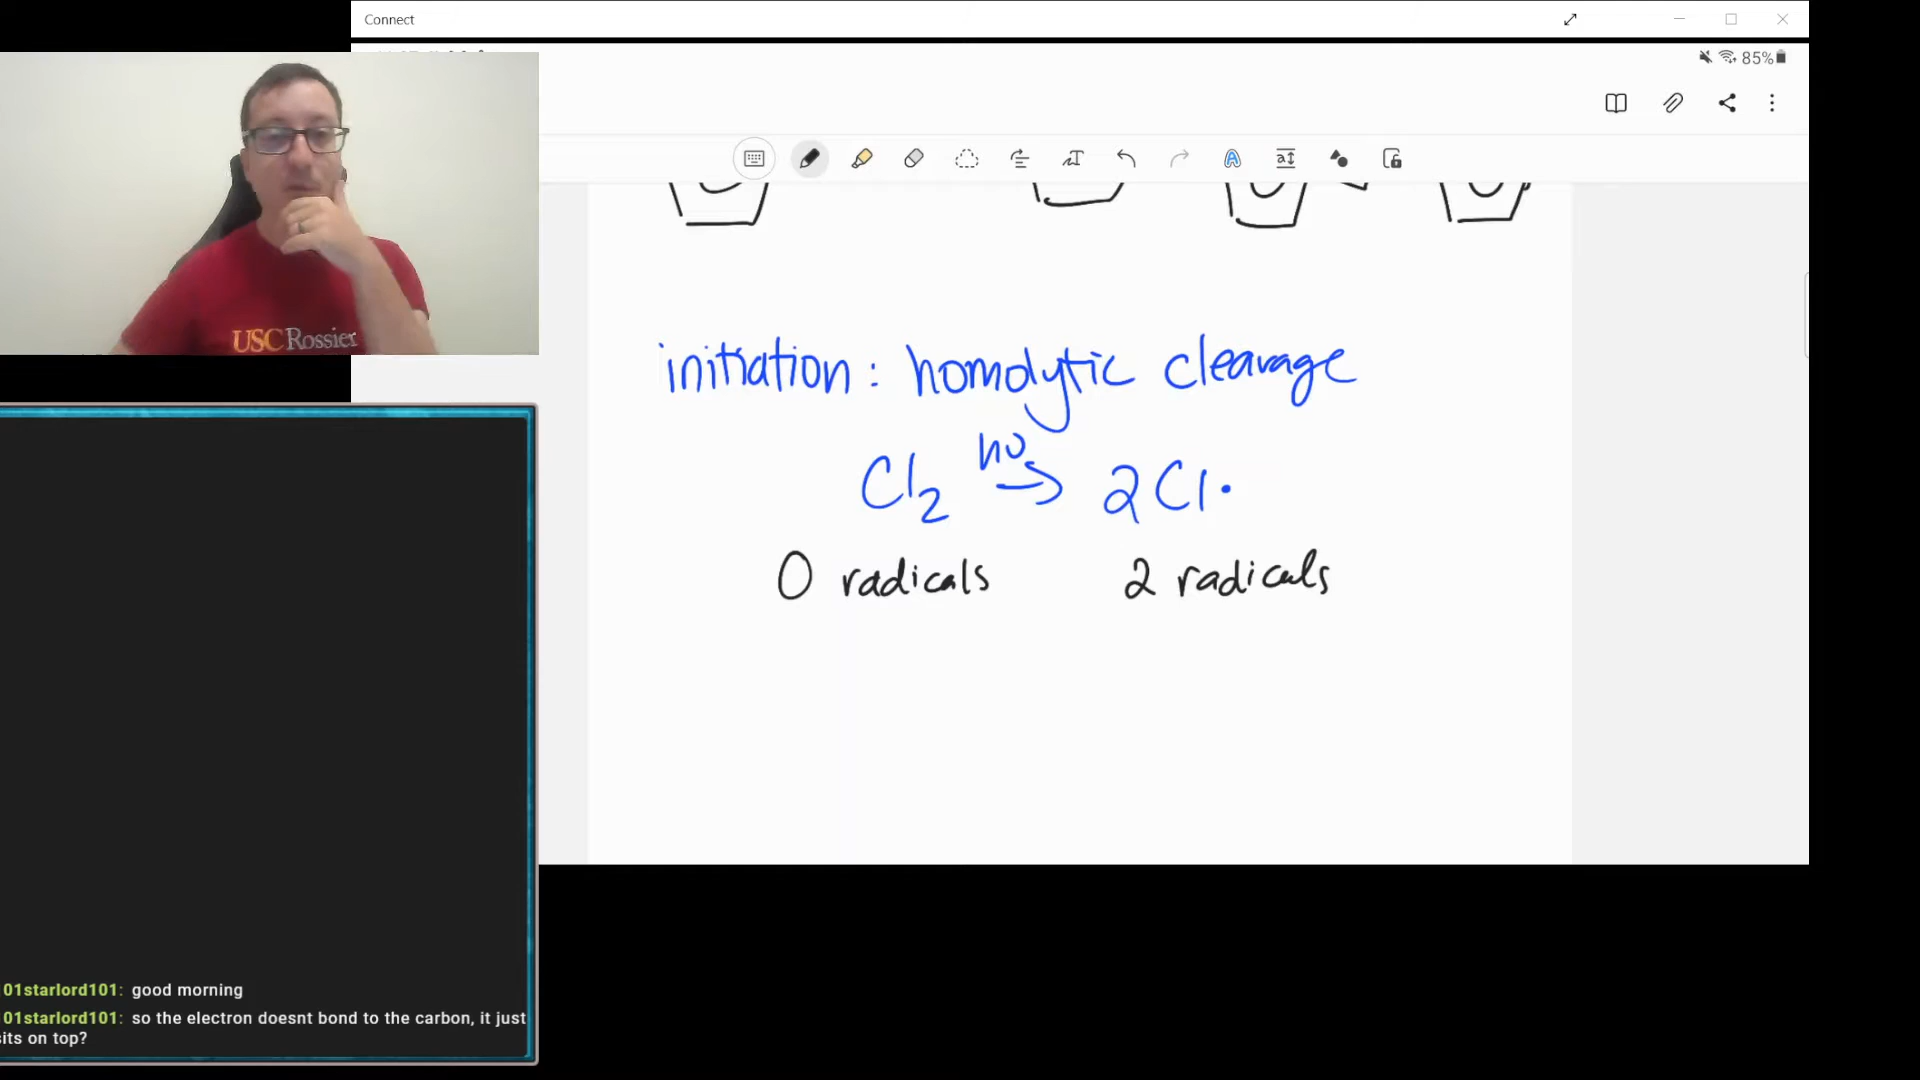 Connect
85%
USC Rossier
initiation: homolytic cleavage
Cl₂ hν → 2Cl•
0 radicals 2 radicals
01starlord101: good morning
01starlord101: so the electron doesnt bond to the carbon, it just
sits on top?